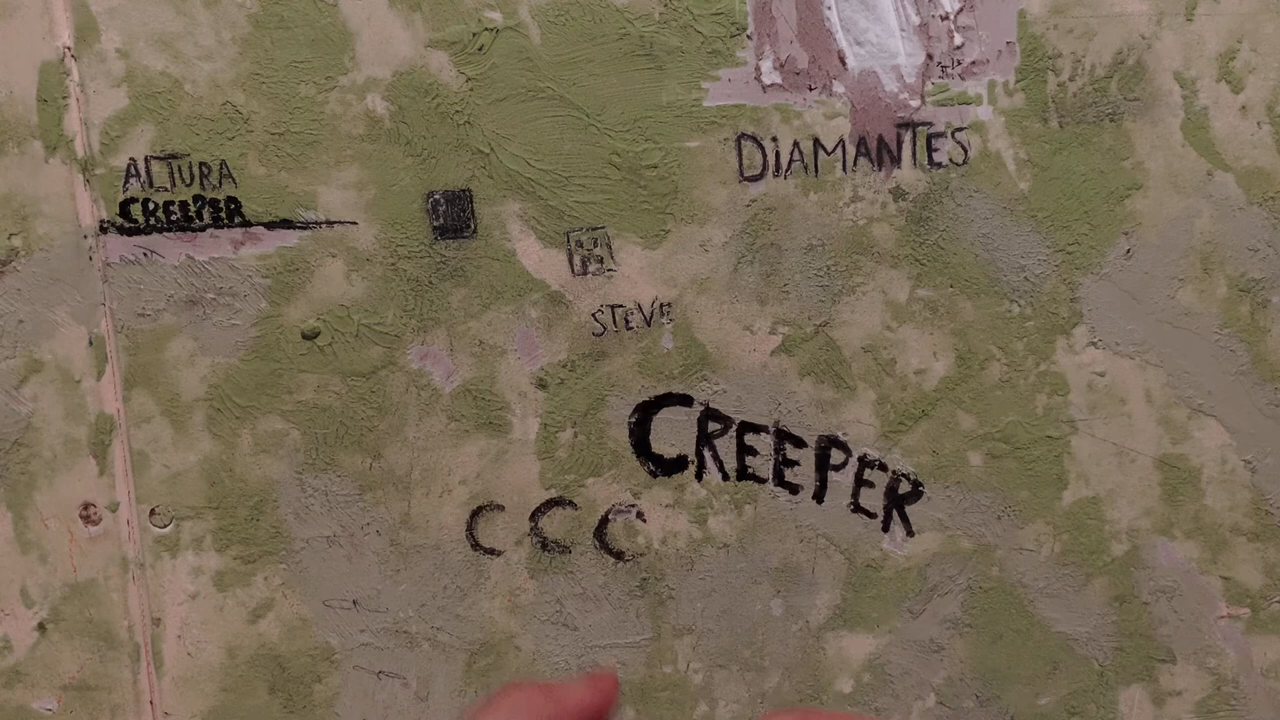 DiAMANTES
ALTURA
CREEPER
STEVE
CREEPER
C C C